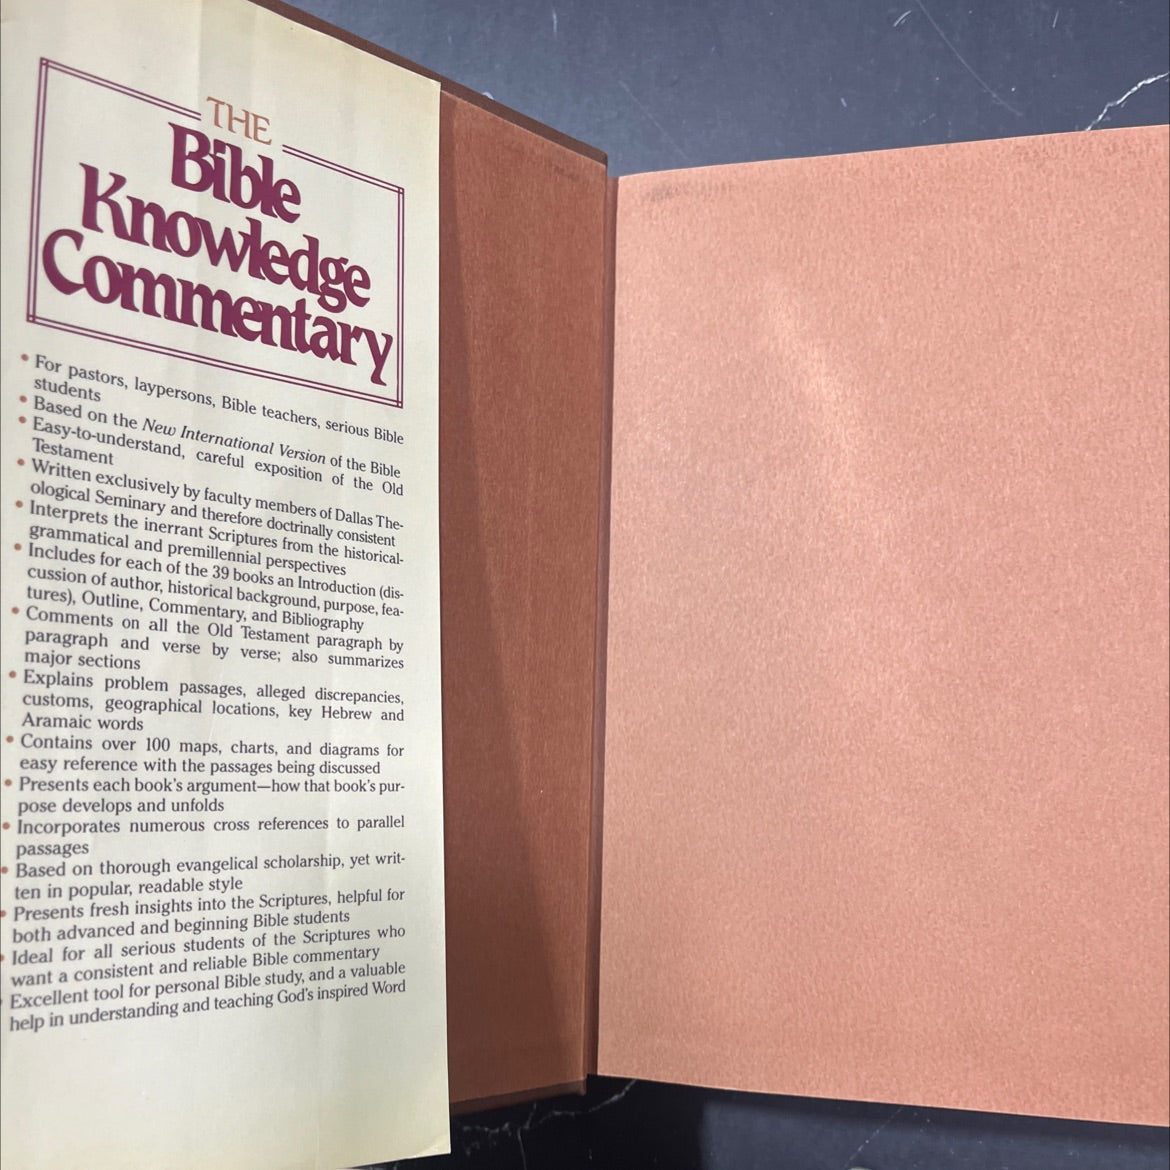 THE
Bible
Knowledge
Commentary
• For pastors, laypersons, Bible teachers, serious Bible
students
• Based on the New International Version of the Bible
• Easy-to-understand, careful exposition of the Old
Testament
• Written exclusively by faculty members of Dallas The-
ological Seminary and therefore doctrinally consistent
• Interprets the inerrant Scriptures from the historical-
grammatical and premillennial perspectives
• Includes for each of the 39 books an Introduction (dis-
cussion of author, historical background, purpose, fea-
tures), Outline, Commentary, and Bibliography
• Comments on all the Old Testament paragraph by
paragraph and verse by verse; also summarizes
major sections
• Explains problem passages, alleged discrepancies,
customs, geographical locations, key Hebrew and
Aramaic words
• Contains over 100 maps, charts, and diagrams for
easy reference with the passages being discussed
• Presents each book's argument—how that book's pur-
pose develops and unfolds
• Incorporates numerous cross references to parallel
passages
• Based on thorough evangelical scholarship, yet writ-
ten in popular, readable style
• Presents fresh insights into the Scriptures, helpful for
both advanced and beginning Bible students
• Ideal for all serious students of the Scriptures who
want a consistent and reliable Bible commentary
• Excellent tool for personal Bible study, and a valuable
help in understanding and teaching God's inspired Word